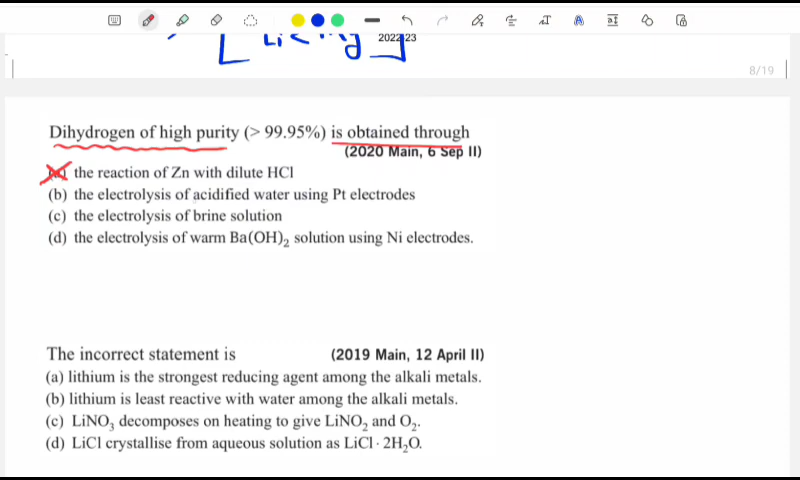 2022 23
8/19
Dihydrogen of high purity (> 99.95%) is obtained through
(2020 Main, 6 Sep II)
the reaction of Zn with dilute HCl
(b) the electrolysis of acidified water using Pt electrodes
(c) the electrolysis of brine solution
(d) the electrolysis of warm Ba(OH)₂ solution using Ni electrodes.
The incorrect statement is (2019 Main, 12 April II)
(a) lithium is the strongest reducing agent among the alkali metals.
(b) lithium is least reactive with water among the alkali metals.
(c) LiNO₃ decomposes on heating to give LiNO₂ and O₂.
(d) LiCl crystallise from aqueous solution as LiCl · 2H₂O.